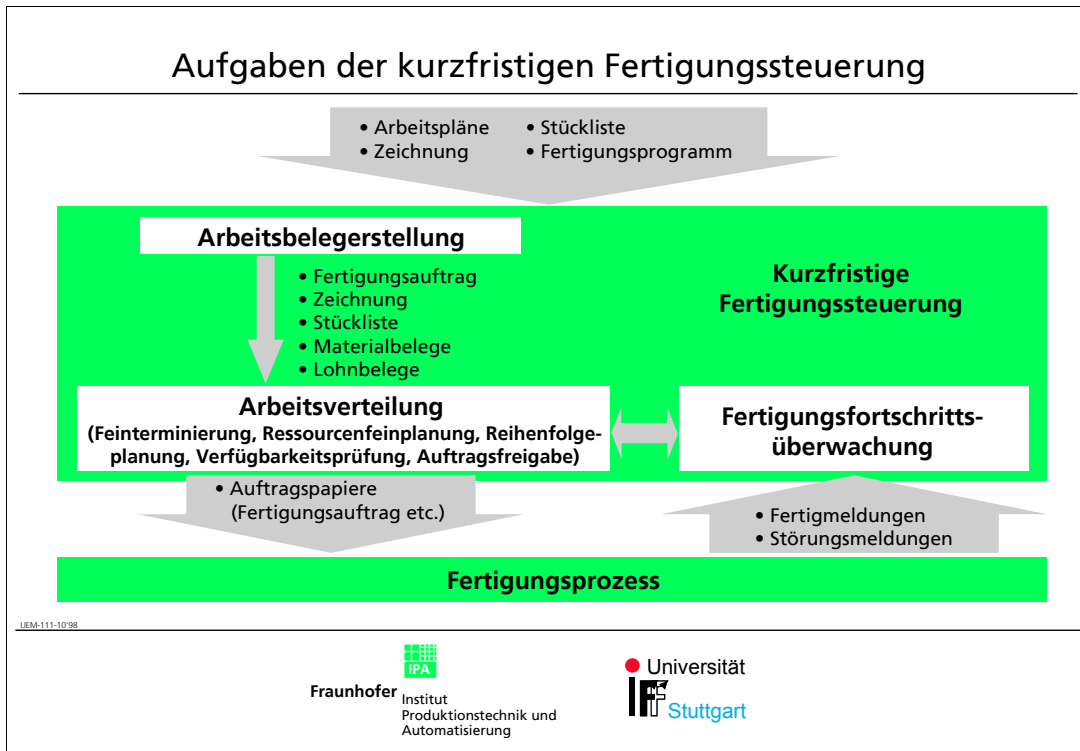 Aufgaben der kurzfristigen Fertigungssteuerung
• Arbeitspläne • Stückliste
• Zeichnung • Fertigungsprogramm
Arbeitsbelegerstellung
• Fertigungsauftrag
• Zeichnung
• Stückliste
• Materialbelege
• Lohnbelege
Kurzfristige
Fertigungssteuerung
Arbeitsverteilung
(Feinterminierung, Ressourcenfeinplanung, Reihenfolge-
planung, Verfügbarkeitsprüfung, Auftragsfreigabe)
Fertigungsfortschritts-
überwachung
• Auftragspapiere
(Fertigungsauftrag etc.)
• Fertigmeldungen
• Störungsmeldungen
Fertigungsprozess
UEM-111-10'98
IPA
Fraunhofer Institut
Produktionstechnik und
Automatisierung
Universität
IFF
Stuttgart